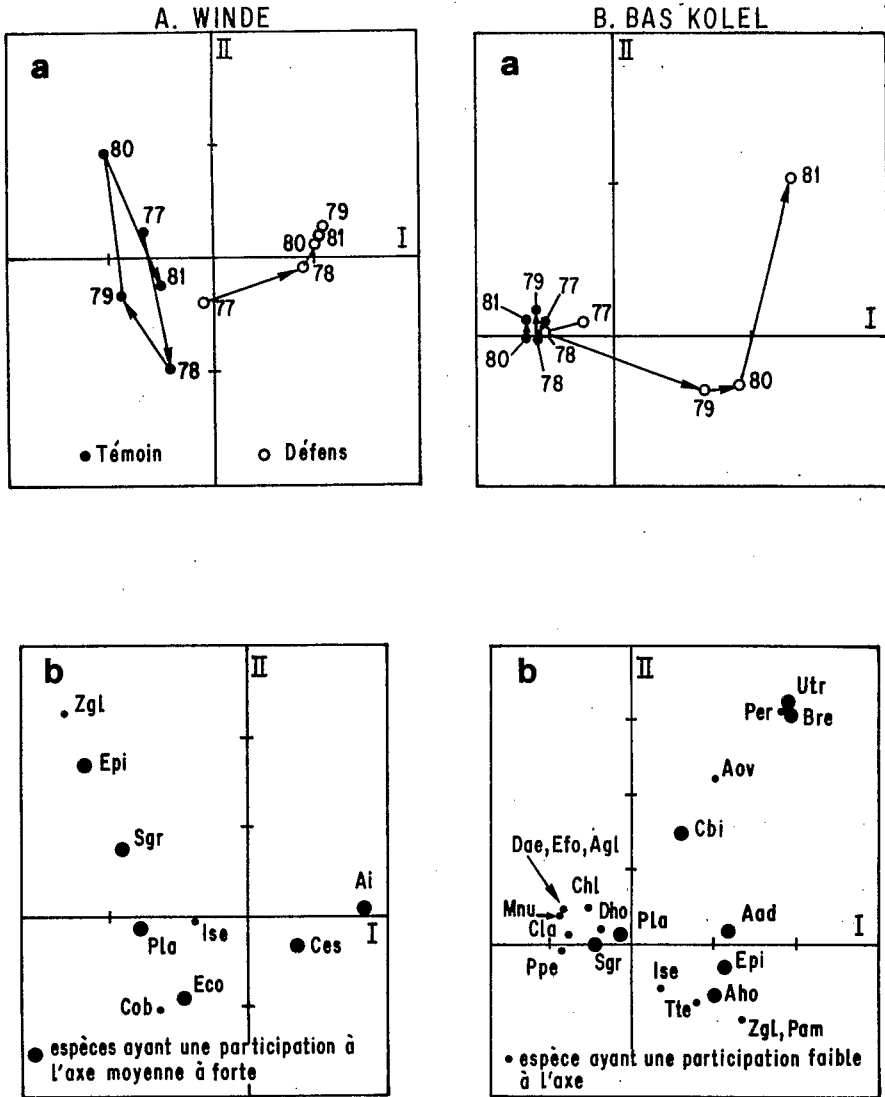 A. WINDE
B. BAS KOLEL
a
II
80
77
79
81
78
79
80
81
78
77
I
• Témoin
○ Défens
a
II
81
I
81
79
77
77
80
78
78
79
80
b
II
Zgl
Epi
Sgr
Ai
Ise
I
Pla
Ces
Eco
Cob
● espèces ayant une participation à
l'axe moyenne à forte
b
II
Utr
Per
Bre
Aov
Cbi
Dae, Efo, Agl
Chl
Mnu
Dho
Pla
Aad
I
Cla
Ppe
Sgr
Epi
Ise
Aho
Tte
Zgl, Pam
• espèce ayant une participation faible
à l'axe